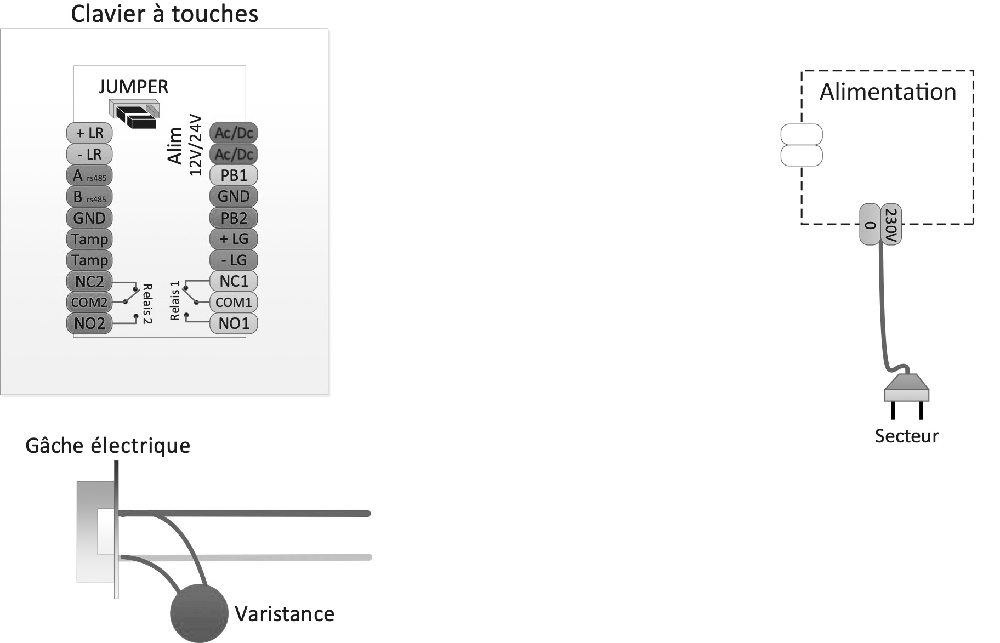 Clavier à touches
JUMPER
Alim
12V/24V
+ LR
- LR
A rs485
B rs485
GND
Tamp
Tamp
NC2
COM2
NO2
Relais 2
Relais 1
Ac/Dc
Ac/Dc
PB1
GND
PB2
+ LG
- LG
NC1
COM1
NO1
Alimentation
0
230V
Secteur
Gâche électrique
Varistance